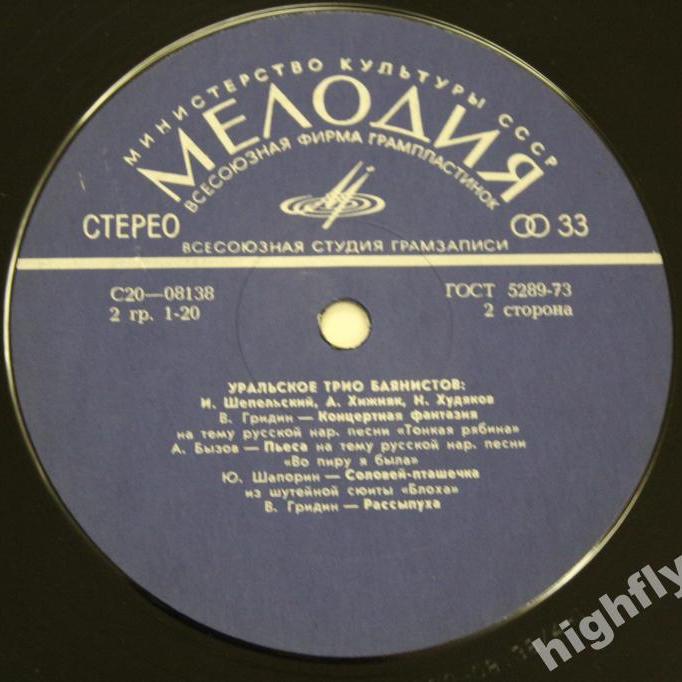 МИНИСТЕРСТВО КУЛЬТУРЫ СССР
МЕЛОДИЯ
ВСЕСОЮЗНАЯ ФИРМА ГРАМПЛАСТИНОК
СТЕРЕО 33
ВСЕСОЮЗНАЯ СТУДИЯ ГРАМЗАПИСИ
С20—08138 ГОСТ 5289-73
2 гр. 1-20 2 сторона
УРАЛЬСКОЕ ТРИО БАЯНИСТОВ:
И. Шепельский, А. Хижняк, Н. Худяков
В. Гридин — Концертная фантазия
на тему русской нар. песни «Тонкая рябина»
А. Бызов — Пьеса на тему русской нар. песни
«Во пиру я была»
Ю. Шапорин — Соловей-пташечка
из шутейной сюиты «Блоха»
В. Гридин — Рассыпуха
highfly